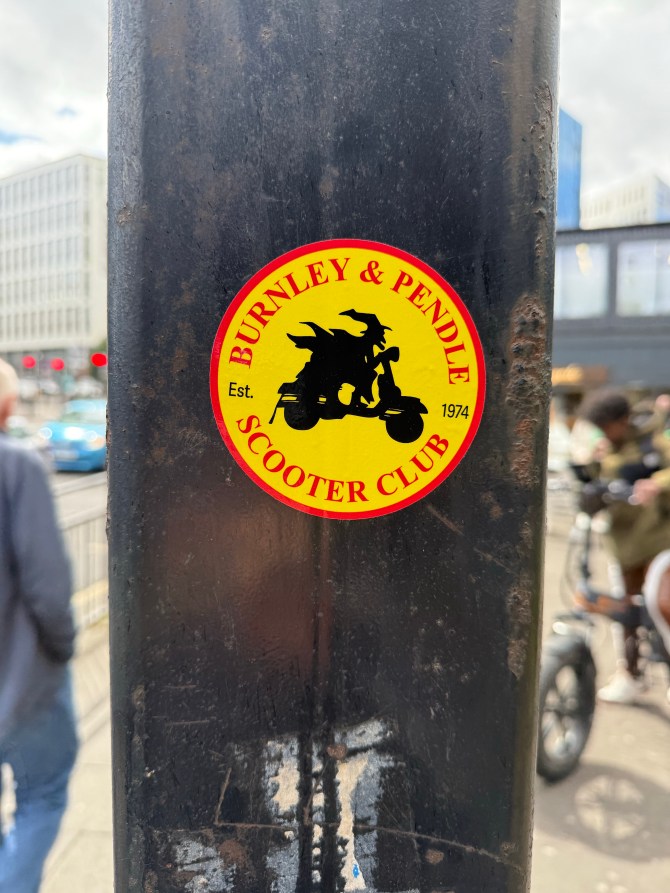 BURNLEY & PENDLE
Est.
1974
SCOOTER CLUB